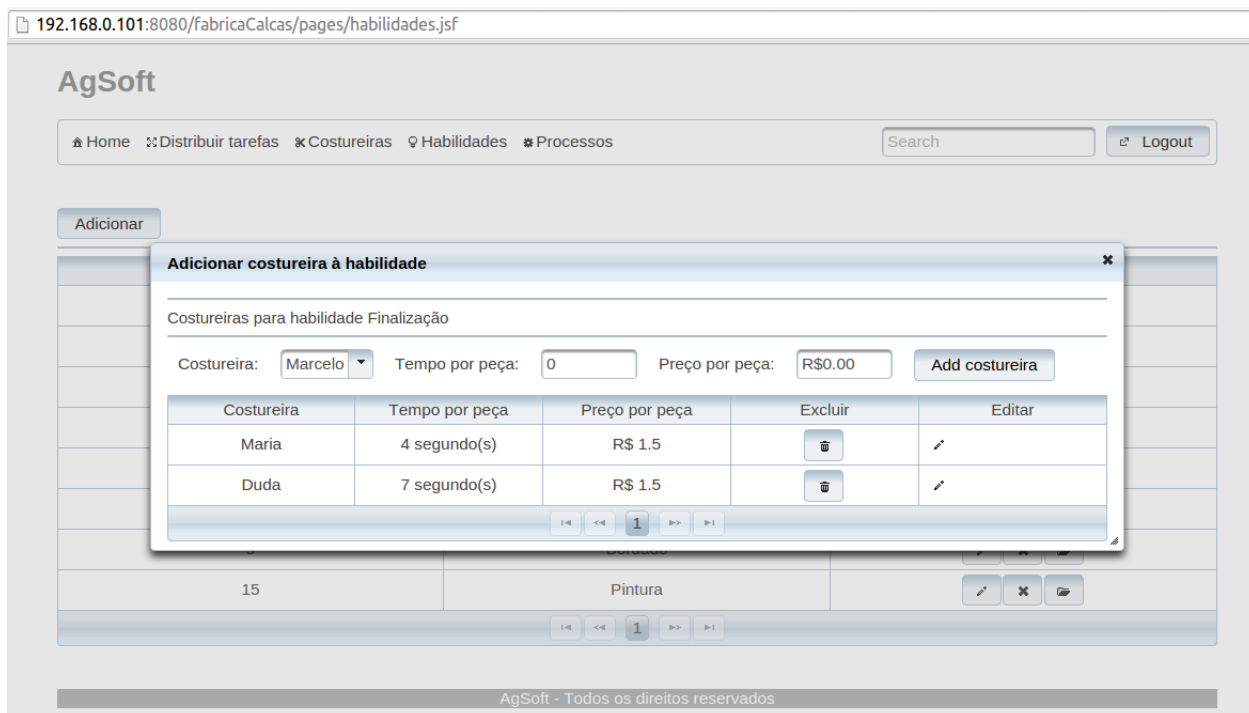 192.168.0.101:8080/fabricaCalcas/pages/habilidades.jsf
AgSoft
Home Distribuir tarefas Costureiras Habilidades Processos Search Logout
Adicionar
Adicionar costureira à habilidade
Costureiras para habilidade Finalização
Costureira: Marcelo Tempo por peça: 0 Preço por peça: R$0.00 Add costureira
Costureira Tempo por peça Preço por peça Excluir Editar
Maria 4 segundo(s) R$ 1.5
Duda 7 segundo(s) R$ 1.5
1
15 Pintura
1
AgSoft - Todos os direitos reservados